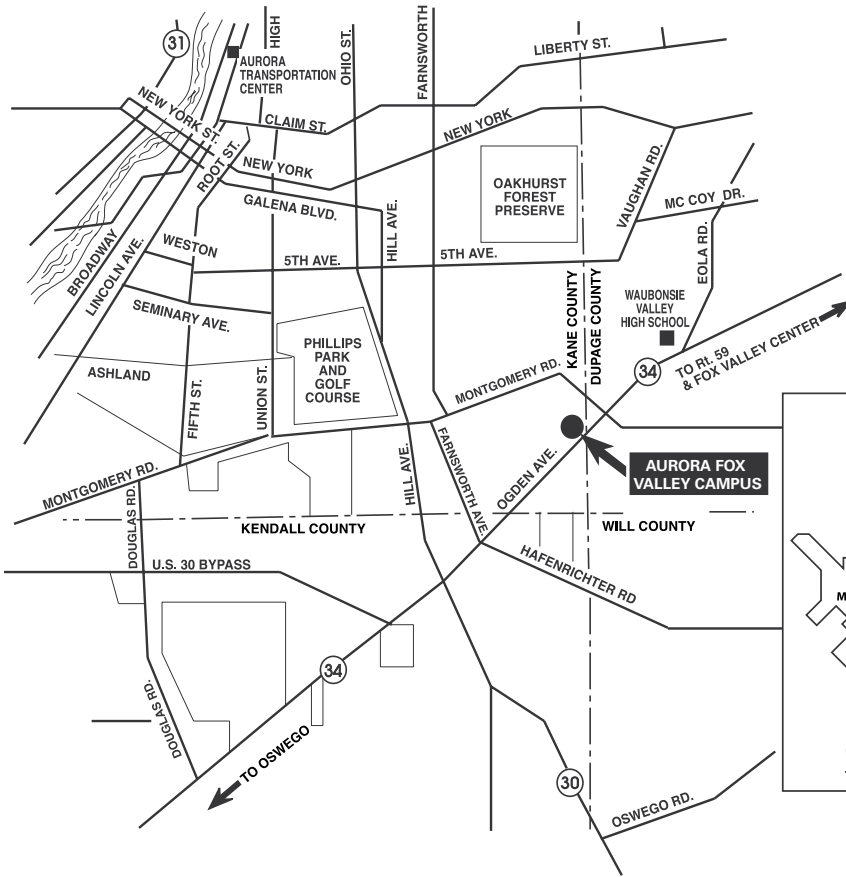 31
HIGH
OHIO ST.
FARNSWORTH
LIBERTY ST.
AURORA
TRANSPORTATION
CENTER
NEW YORK ST.
CLAIM ST.
NEW YORK
ROOT ST.
NEW YORK
GALENA BLVD.
OAKHURST
FOREST
PRESERVE
VAUGHAN RD.
MC COY DR.
HILL AVE.
WESTON
5TH AVE.
5TH AVE.
EOLA RD.
BROADWAY
LINCOLN AVE.
SEMINARY AVE.
WAUBONSIE
VALLEY
HIGH SCHOOL
KANE COUNTY
DUPAGE COUNTY
PHILLIPS
PARK
AND
GOLF
COURSE
ASHLAND
FIFTH ST.
UNION ST.
MONTGOMERY RD.
34
TO Rt. 59
& FOX VALLEY CENTER
MONTGOMERY RD.
HILL AVE.
FARNSWORTH AVE.
OGDEN AVE.
AURORA FOX
VALLEY CAMPUS
DOUGLAS RD.
KENDALL COUNTY
WILL COUNTY
U.S. 30 BYPASS
HAFENRICHTER RD
M
34
DOUGLAS RD.
TO OSWEGO
30
OSWEGO RD.